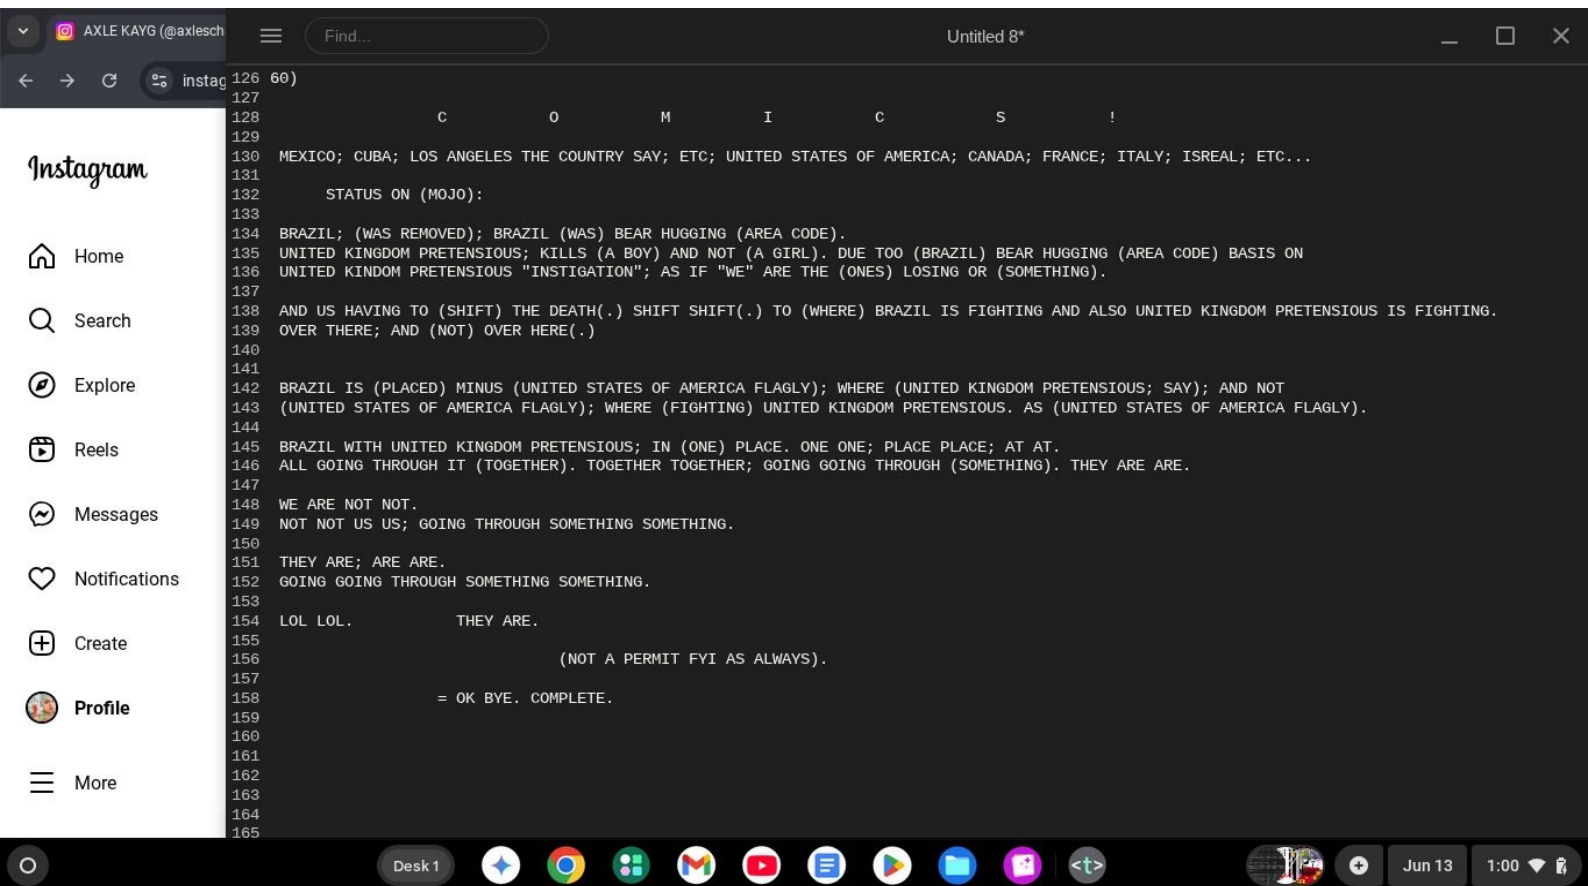 AXLE KAYG (@axlesch
instag
Instagram
Home
Search
Explore
Reels
Messages
Notifications
Create
Profile
More
Find...
Untitled 8*
126 60)
127
128 C O M I C S !
129
130 MEXICO; CUBA; LOS ANGELES THE COUNTRY SAY; ETC; UNITED STATES OF AMERICA; CANADA; FRANCE; ITALY; ISREAL; ETC...
131
132 STATUS ON (MOJO):
133
134 BRAZIL; (WAS REMOVED); BRAZIL (WAS) BEAR HUGGING (AREA CODE).
135 UNITED KINGDOM PRETENSIOUS; KILLS (A BOY) AND NOT (A GIRL). DUE TOO (BRAZIL) BEAR HUGGING (AREA CODE) BASIS ON
136 UNITED KINDOM PRETENSIOUS "INSTIGATION"; AS IF "WE" ARE THE (ONES) LOSING OR (SOMETHING).
137
138 AND US HAVING TO (SHIFT) THE DEATH(.) SHIFT SHIFT(.) TO (WHERE) BRAZIL IS FIGHTING AND ALSO UNITED KINGDOM PRETENSIOUS IS FIGHTING.
139 OVER THERE; AND (NOT) OVER HERE(.)
140
141
142 BRAZIL IS (PLACED) MINUS (UNITED STATES OF AMERICA FLAGLY); WHERE (UNITED KINGDOM PRETENSIOUS; SAY); AND NOT
143 (UNITED STATES OF AMERICA FLAGLY); WHERE (FIGHTING) UNITED KINGDOM PRETENSIOUS. AS (UNITED STATES OF AMERICA FLAGLY).
144
145 BRAZIL WITH UNITED KINGDOM PRETENSIOUS; IN (ONE) PLACE. ONE ONE; PLACE PLACE; AT AT.
146 ALL GOING THROUGH IT (TOGETHER). TOGETHER TOGETHER; GOING GOING THROUGH (SOMETHING). THEY ARE ARE.
147
148 WE ARE NOT NOT.
149 NOT NOT US US; GOING THROUGH SOMETHING SOMETHING.
150
151 THEY ARE; ARE ARE.
152 GOING GOING THROUGH SOMETHING SOMETHING.
153
154 LOL LOL. THEY ARE.
155
156 (NOT A PERMIT FYI AS ALWAYS).
157
158 = OK BYE. COMPLETE.
159
160
161
162
163
164
165
Desk 1
<t>
Jun 13
1:00